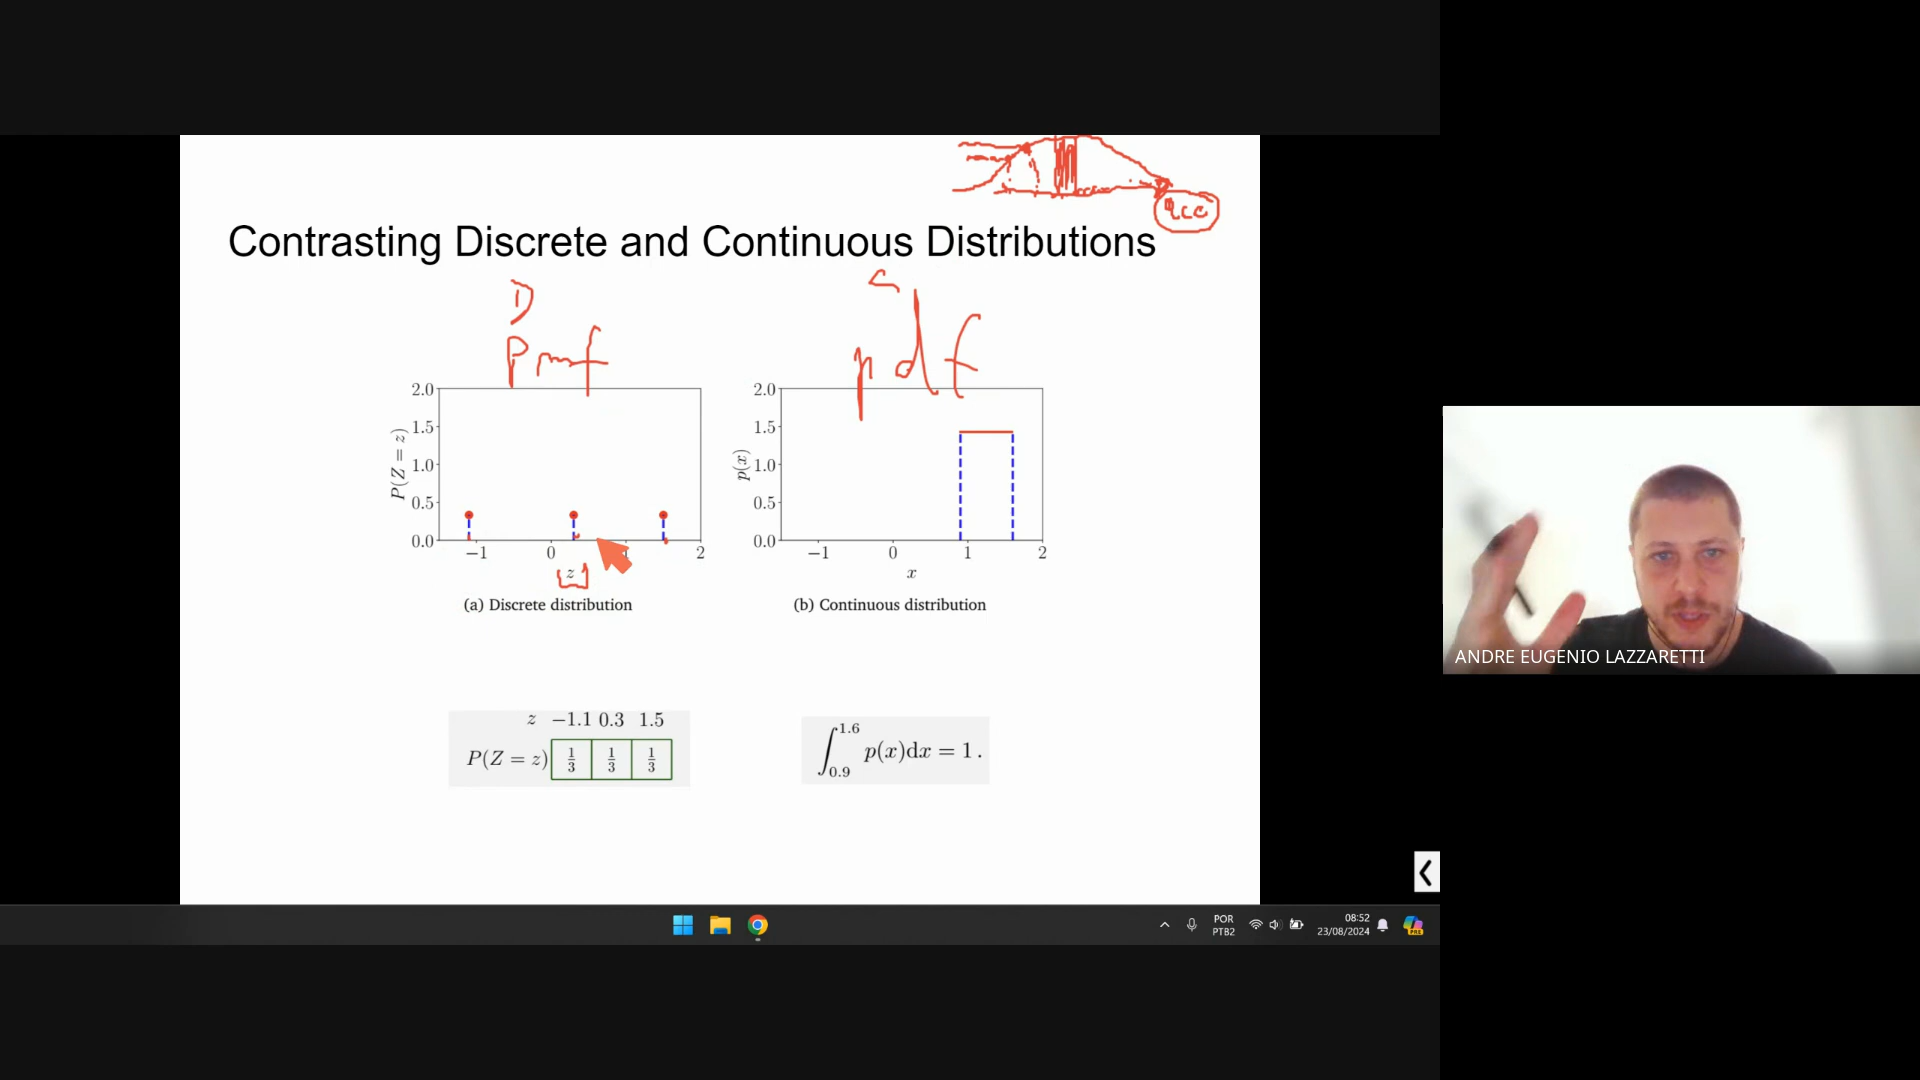 Contrasting Discrete and Continuous Distributions
D
Pmf
C
pdf
2.0
1.5
1.0
0.5
0.0
P(Z = z)
−1 0 2
z
(a) Discrete distribution
2.0
1.5
1.0
0.5
0.0
p(x)
−1 0 1 2
x
(b) Continuous distribution
z −1.1 0.3 1.5
P(Z = z) 1/3 1/3 1/3
∫_{0.9}^{1.6} p(x)dx = 1 .
ANDRE EUGENIO LAZZARETTI
POR
PTB2
08:52
23/08/2024
PRE